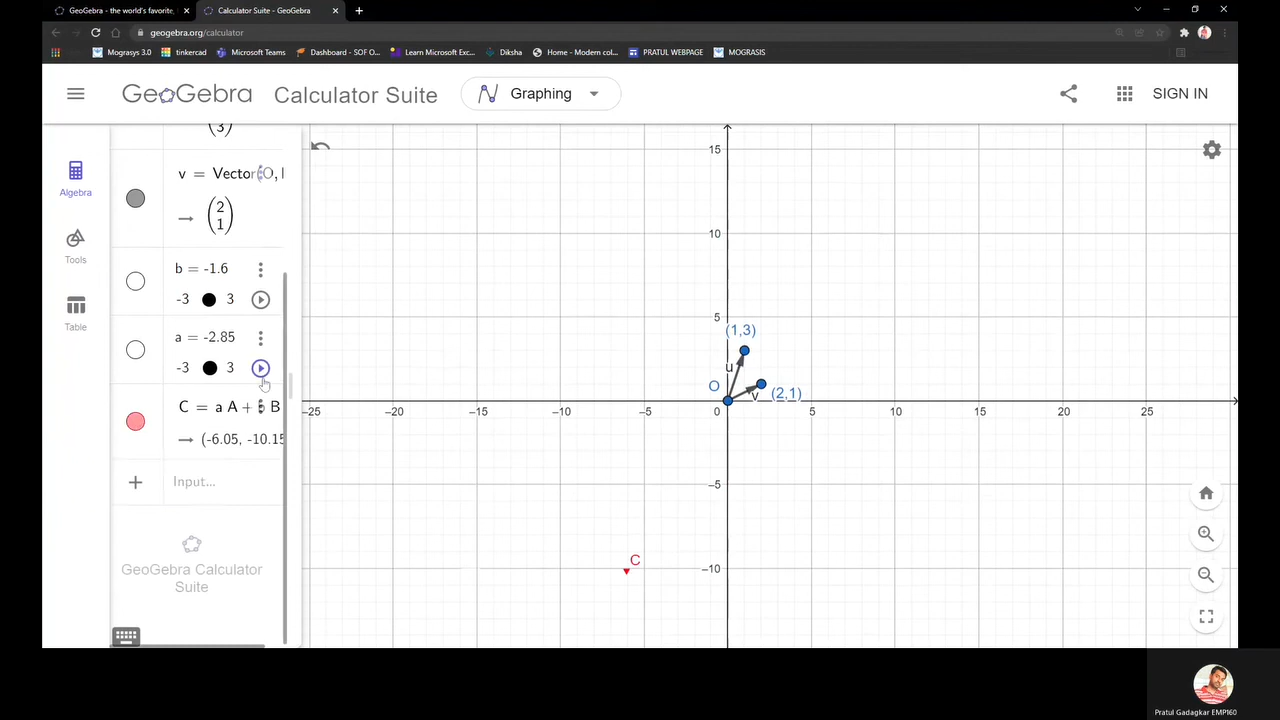 GeoGebra - the world's favorite,
Calculator Suite - GeoGebra
geogebra.org/calculator
Mograsys 3.0
tinkercad
Microsoft Teams
Dashboard - SOF O...
Learn Microsoft Exc...
Diksha
Home - Modern col...
PRATUL WEBPAGE
MOGRASIS
GeoGebra Calculator Suite
Graphing
SIGN IN
Algebra
Tools
Table
(3)
v = Vector(O,
→ (2 1)
b = -1.6
-3 3
a = -2.85
-3 3
C = a A + b B
→ (-6.05, -10.15
+ Input...
GeoGebra Calculator
Suite
15
10
5
(1,3)
u
O
v
(2,1)
-25 -20 -15 -10 -5 0 5 10 15 20 25
-5
C
-10
Pratul Gadagkar EMP160